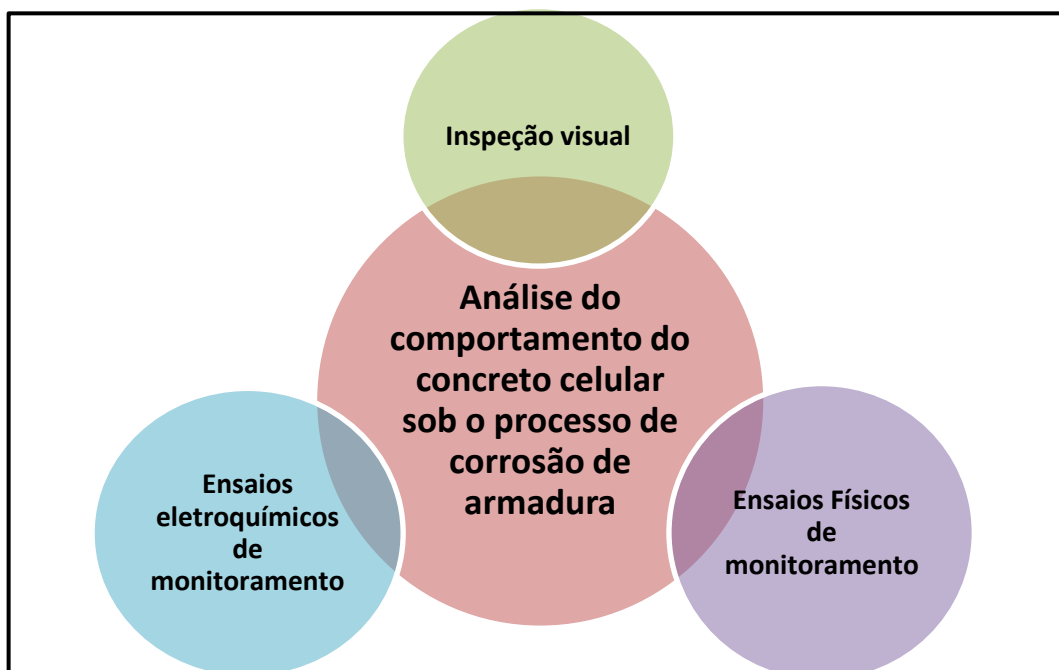 Inspeção visual
Análise do
comportamento do
concreto celular
sob o processo de
corrosão de
armadura
Ensaios
eletroquímicos
de
monitoramento
Ensaios Físicos
de
monitoramento